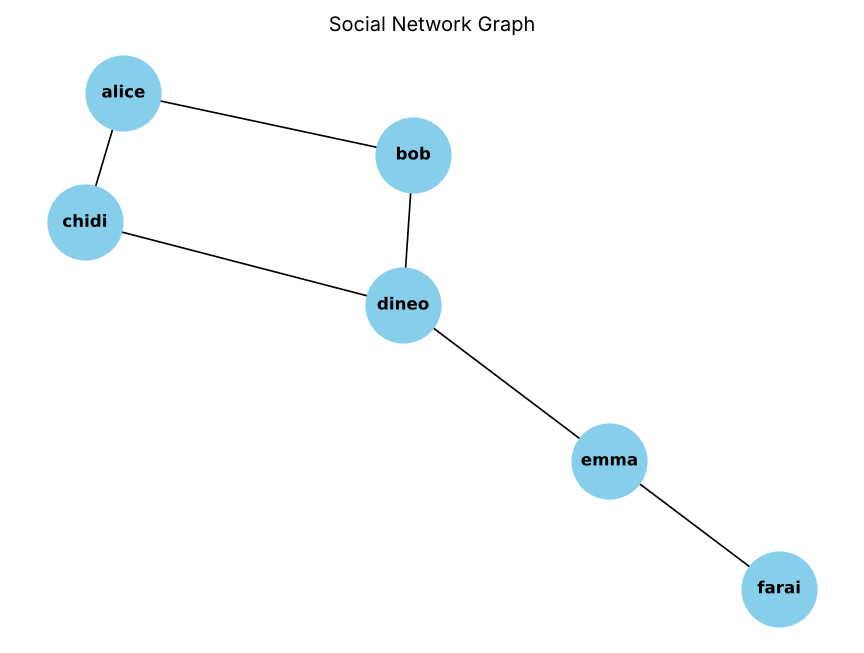 Social Network Graph
alice
bob
chidi
dineo
emma
farai